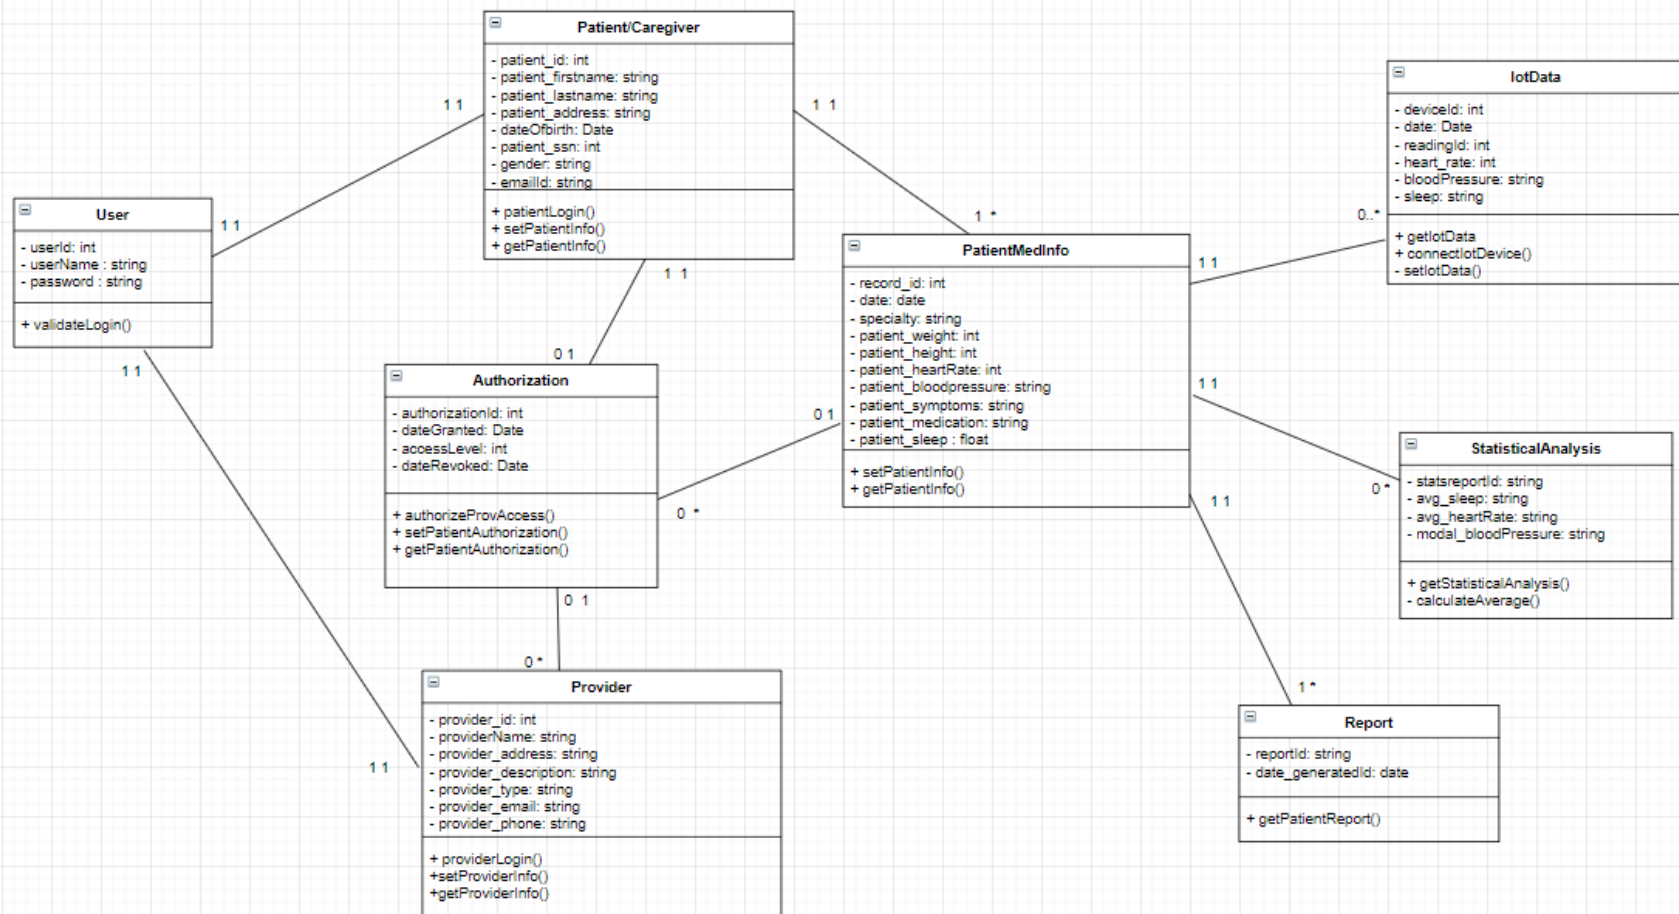 Patient/Caregiver
- patient_id: int
- patient_firstname: string
- patient_lastname: string
- patient_address: string
- dateOfbirth: Date
- patient_ssn: int
- gender: string
- emailId: string
+ patientLogin()
+ setPatientInfo()
+ getPatientInfo()
1 1
1 1
1 1
IotData
- deviceId: int
- date: Date
- readingId: int
- heart_rate: int
- bloodPressure: string
- sleep: string
+ getIotData
+ connectIotDevice()
- setIotData()
0..*
User
- userId: int
- userName : string
- password : string
+ validateLogin()
1 1
1 1
1 *
PatientMedInfo
- record_id: int
- date: date
- specialty: string
- patient_weight: int
- patient_height: int
- patient_heartRate: int
- patient_bloodpressure: string
- patient_symptoms: string
- patient_medication: string
- patient_sleep : float
+ setPatientInfo()
+ getPatientInfo()
1 1
1 1
1 1
0 1
0 1
Authorization
- authorizationId: int
- dateGranted: Date
- accessLevel: int
- dateRevoked: Date
+ authorizeProvAccess()
+ setPatientAuthorization()
+ getPatientAuthorization()
0 *
0 1
0 *
StatisticalAnalysis
- statsreportId: string
- avg_sleep: string
- avg_heartRate: string
- modal_bloodPressure: string
+ getStatisticalAnalysis()
- calculateAverage()
0 *
1 1
Provider
- provider_id: int
- providerName: string
- provider_address: string
- provider_description: string
- provider_type: string
- provider_email: string
- provider_phone: string
+ providerLogin()
+setProviderInfo()
+getProviderInfo()
1 *
Report
- reportId: string
- date_generatedId: date
+ getPatientReport()